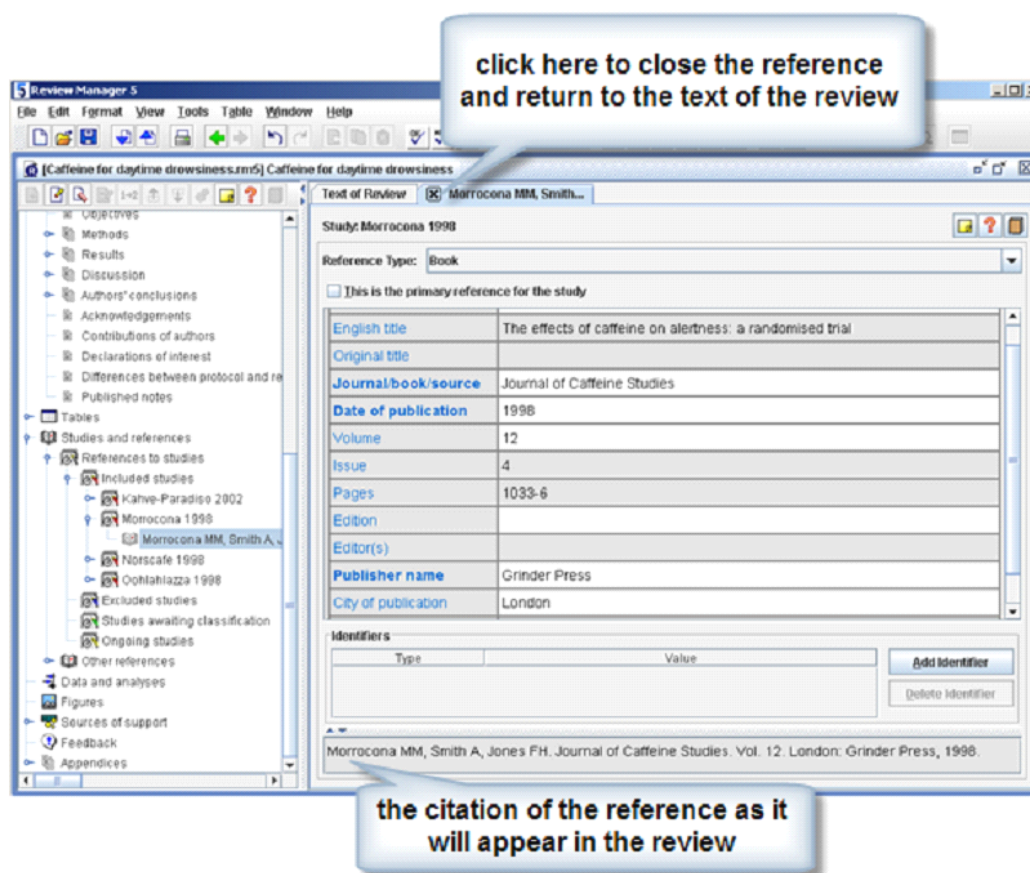 click here to close the reference
and return to the text of the review
Review Manager 5
File Edit Format View Tools Table Window Help
[Caffeine for daytime drowsiness.rm5] Caffeine for daytime drowsiness
Text of Review
Morrocona MM, Smith...
Objectives
Methods
Results
Discussion
Authors' conclusions
Acknowledgements
Contributions of authors
Declarations of interest
Differences between protocol and re
Published notes
Tables
Studies and references
References to studies
Included studies
Kahve-Paradiso 2002
Morrocona 1998
Morrocona MM, Smith A, J
Norscafe 1998
Oohlahlazza 1998
Excluded studies
Studies awaiting classification
Ongoing studies
Other references
Data and analyses
Figures
Sources of support
Feedback
Appendices
Study: Morrocona 1998
Reference Type: Book
This is the primary reference for the study
English title The effects of caffeine on alertness: a randomised trial
Original title
Journal/book/source Journal of Caffeine Studies
Date of publication 1998
Volume 12
Issue 4
Pages 1033-6
Edition
Editor(s)
Publisher name Grinder Press
City of publication London
Identifiers
Type Value
Add Identifier
Delete Identifier
Morrocona MM, Smith A, Jones FH. Journal of Caffeine Studies. Vol. 12. London: Grinder Press, 1998.
the citation of the reference as it
will appear in the review